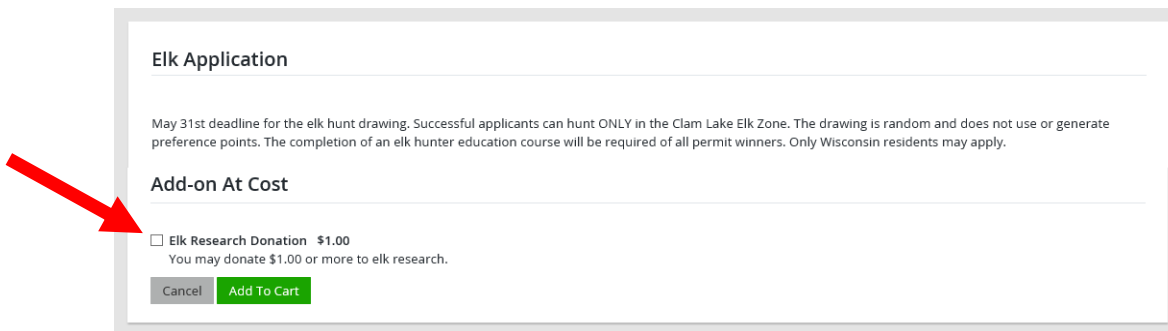 Elk Application
May 31st deadline for the elk hunt drawing. Successful applicants can hunt ONLY in the Clam Lake Elk Zone. The drawing is random and does not use or generate
preference points. The completion of an elk hunter education course will be required of all permit winners. Only Wisconsin residents may apply.
Add-on At Cost
Elk Research Donation $1.00
You may donate $1.00 or more to elk research.
Cancel Add To Cart